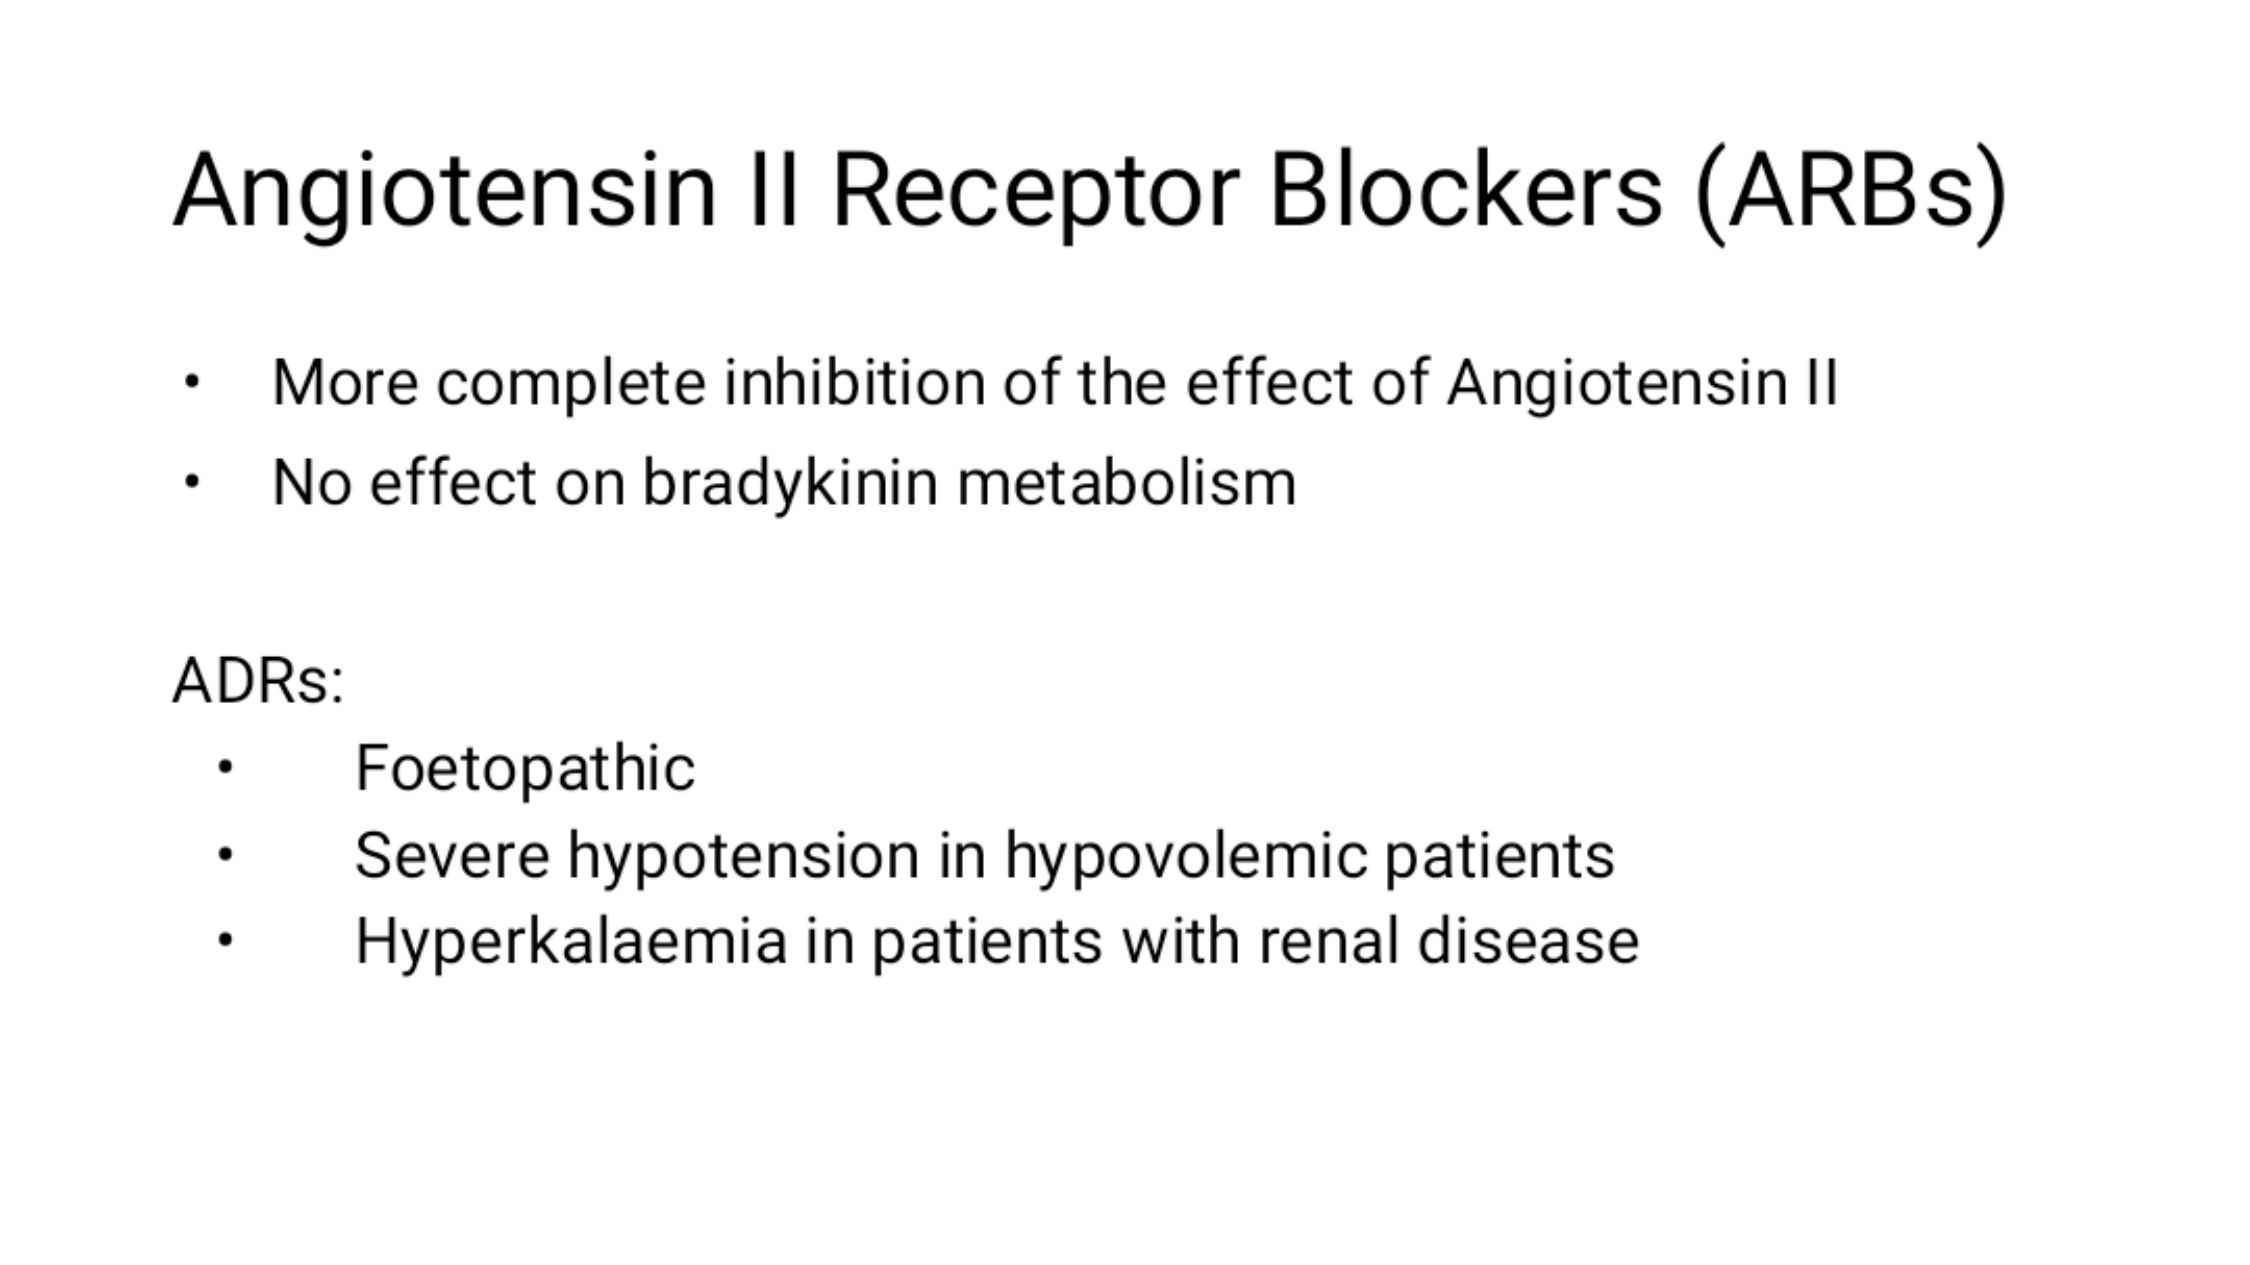 Angiotensin II Receptor Blockers (ARBs)
• More complete inhibition of the effect of Angiotensin II
• No effect on bradykinin metabolism
ADRs:
• Foetopathic
• Severe hypotension in hypovolemic patients
• Hyperkalaemia in patients with renal disease